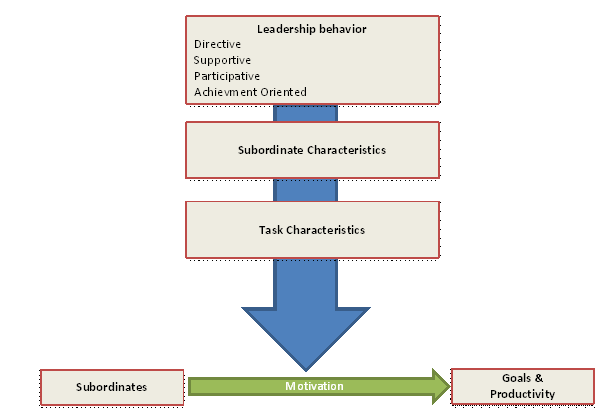 Leadership behavior
Directive
Supportive
Participative
Achievment Oriented
Subordinate Characteristics
Task Characteristics
Subordinates
Motivation
Goals &
Productivity